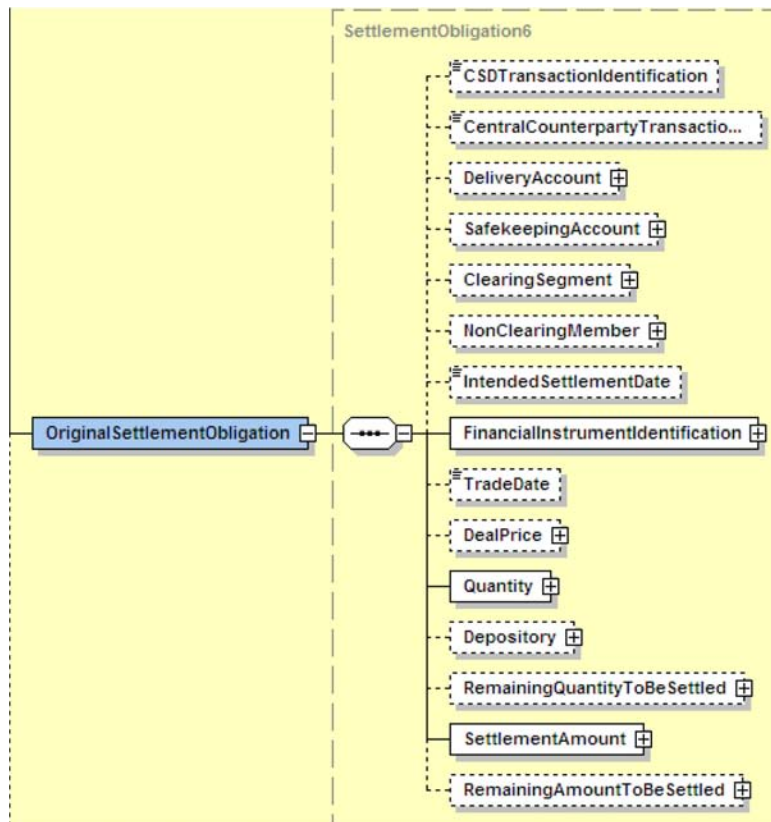 SettlementObligation6
CSDTransactionIdentification
CentralCounterpartyTransactio...
DeliveryAccount
SafekeepingAccount
ClearingSegment
NonClearingMember
IntendedSettlementDate
OriginalSettlementObligation
FinancialInstrumentIdentification
TradeDate
DealPrice
Quantity
Depository
RemainingQuantityToBeSettled
SettlementAmount
RemainingAmountToBeSettled